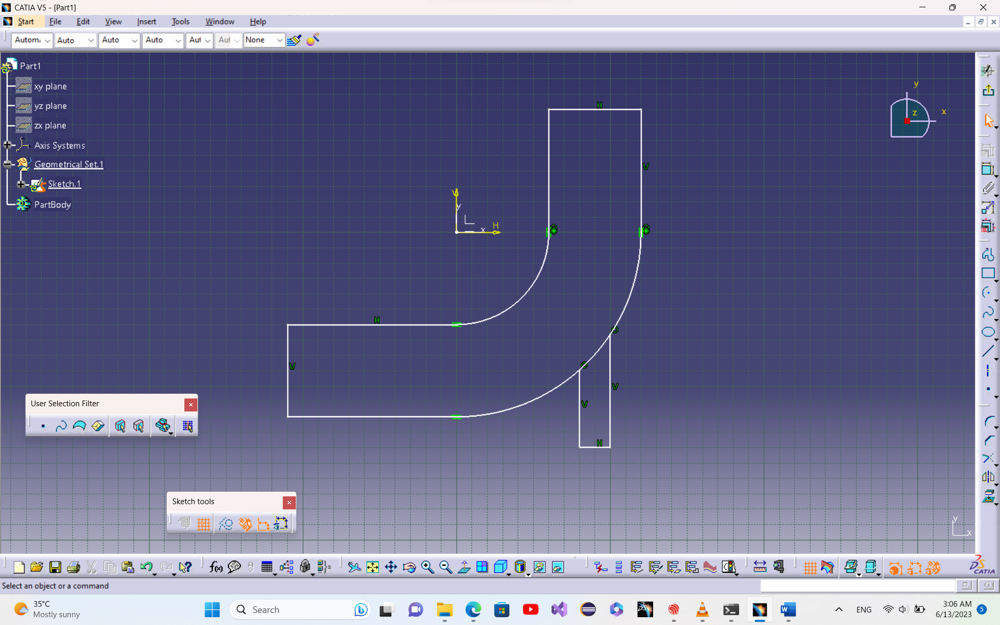 CATIA V5 - [Part1]
Start File Edit View Insert Tools Window Help
Automa Auto Auto Auto Aut Aut None
Part1
xy plane
yz plane
zx plane
Axis Systems
Geometrical Set.1
Sketch.1
PartBody
y
z
x
H
V
V
y
x
H
H
V
V
V
H
User Selection Filter
Sketch tools
y
x
f(x)
CATIA
Select an object or a command
35°C
Mostly sunny
Search
ENG
3:06 AM
6/13/2023
5
W